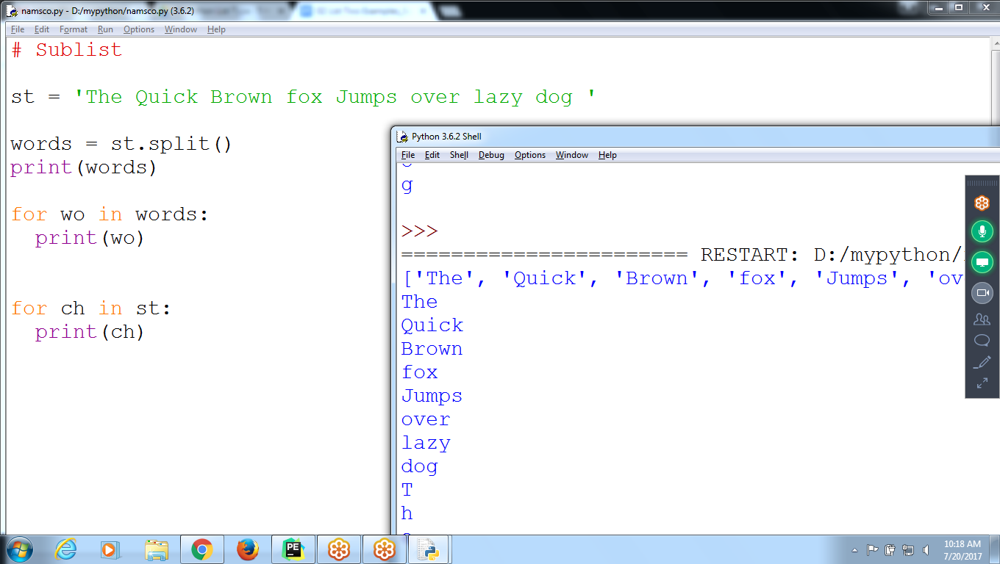 namsco.py - D:/mypython/namsco.py (3.6.2)
File Edit Format Run Options Window Help
# Sublist
st = 'The Quick Brown fox Jumps over lazy dog '
words = st.split()
print(words)
for wo in words:
print(wo)
for ch in st:
print(ch)
Python 3.6.2 Shell
File Edit Shell Debug Options Window Help
g
>>>
======================= RESTART: D:/mypython/
['The', 'Quick', 'Brown', 'fox', 'Jumps', 'ov
The
Quick
Brown
fox
Jumps
over
lazy
dog
T
h
PE
10:18 AM
7/20/2017